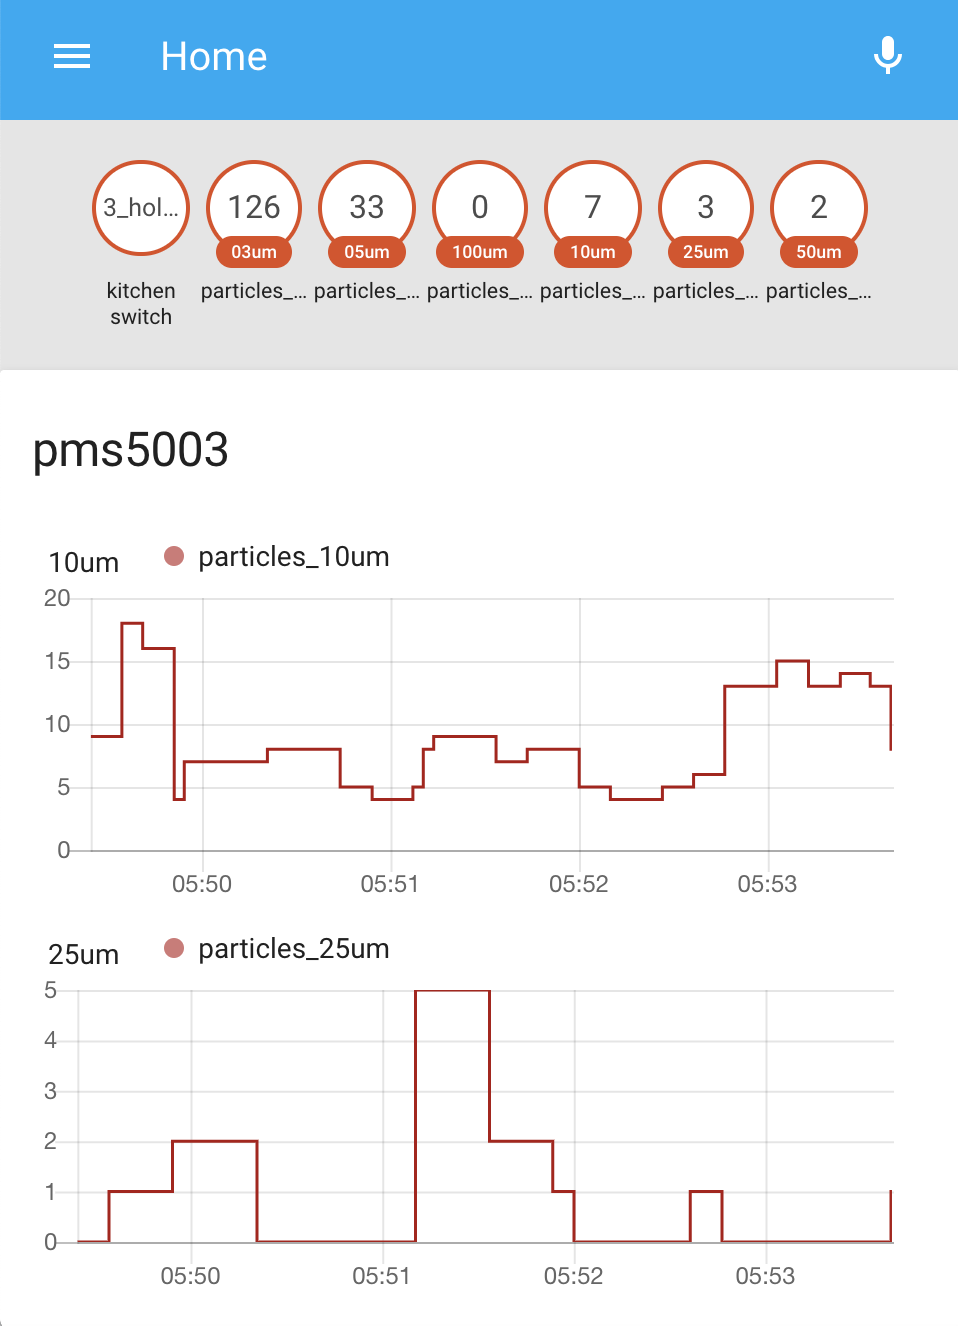 Home
3_hol... 126 33 0 7 3 2
03um 05um 100um 10um 25um 50um
kitchen switch particles_... particles_... particles_... particles_... particles_... particles_...
pms5003
10um particles_10um
20
15
10
5
0
05:50 05:51 05:52 05:53
25um particles_25um
5
4
3
2
1
0
05:50 05:51 05:52 05:53